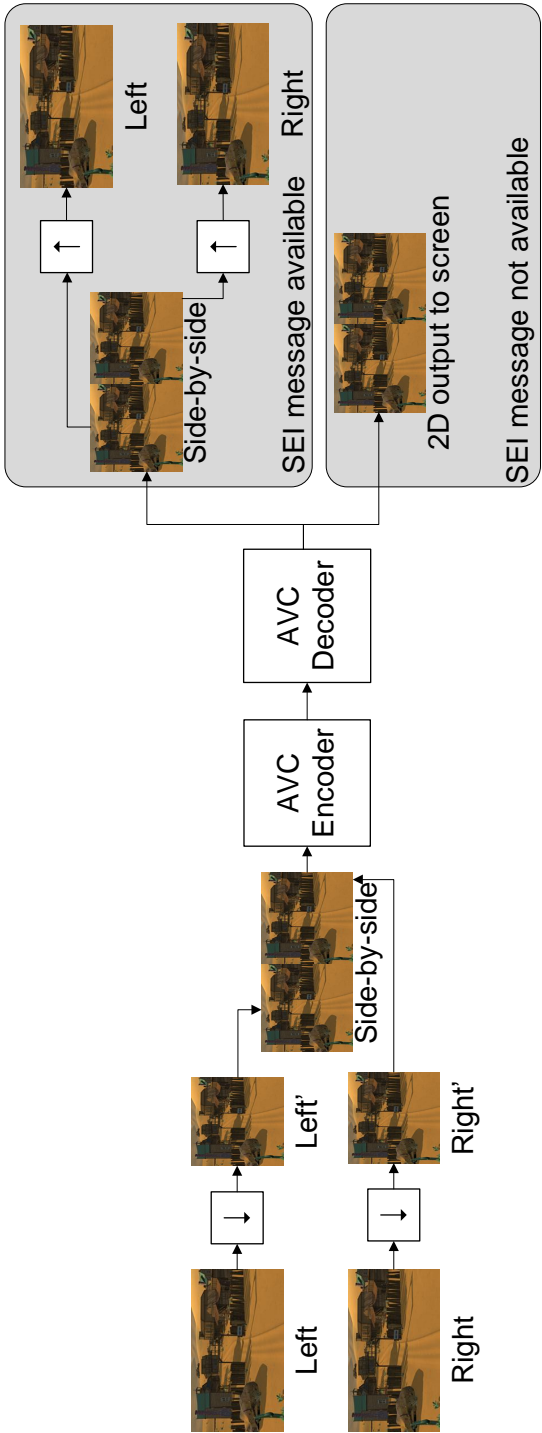 Left
Right
Left’
Right’
Side-by-side
AVC
Encoder
AVC
Decoder
Side-by-side
Left
Right
SEI message available
2D output to screen
SEI message not available